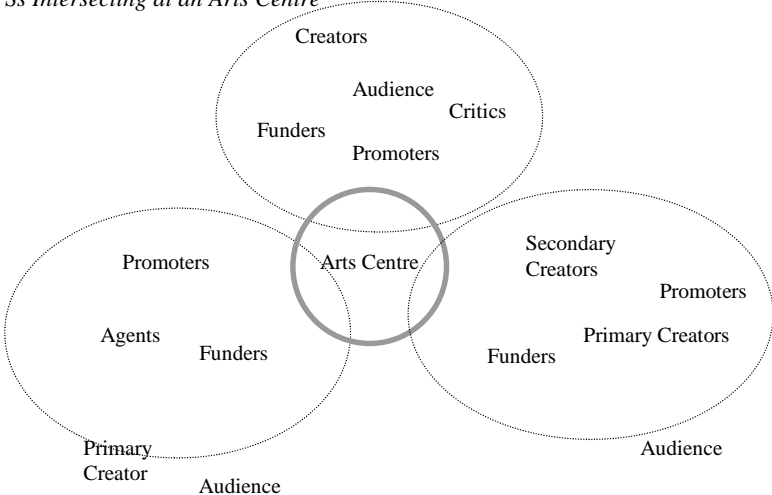 Ss Intersecting at an Arts Centre
Creators
Audience
Critics
Funders
Promoters
Arts Centre
Promoters
Agents
Funders
Primary
Creator
Audience
Secondary
Creators
Promoters
Primary Creators
Funders
Audience